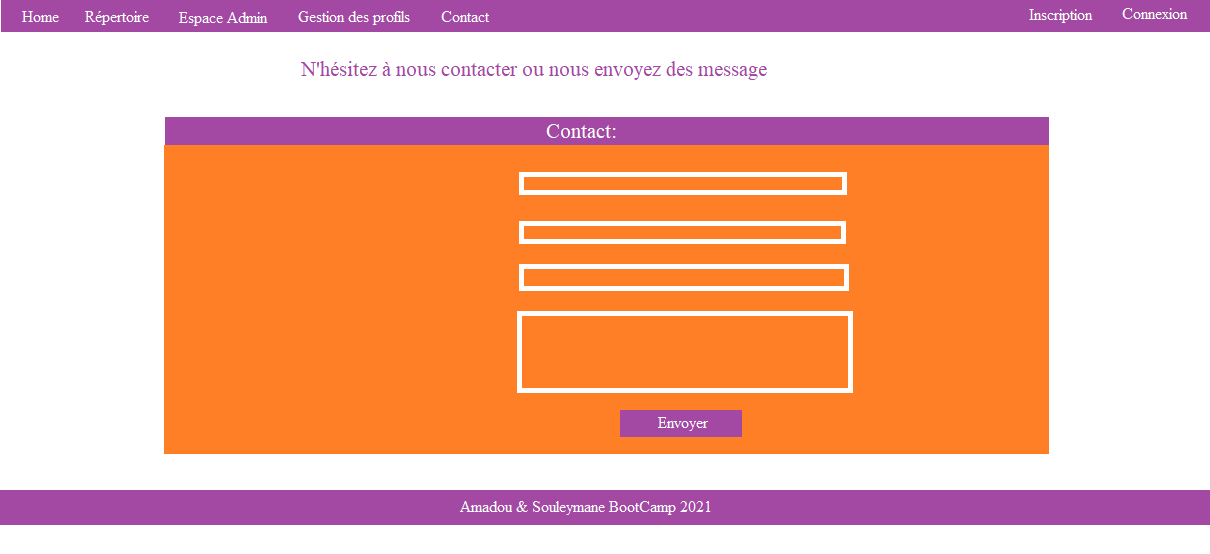 Home Répertoire Espace Admin Gestion des profils Contact Inscription Connexion
N'hésitez à nous contacter ou nous envoyez des message
Contact:
Envoyer
Amadou & Souleymane BootCamp 2021